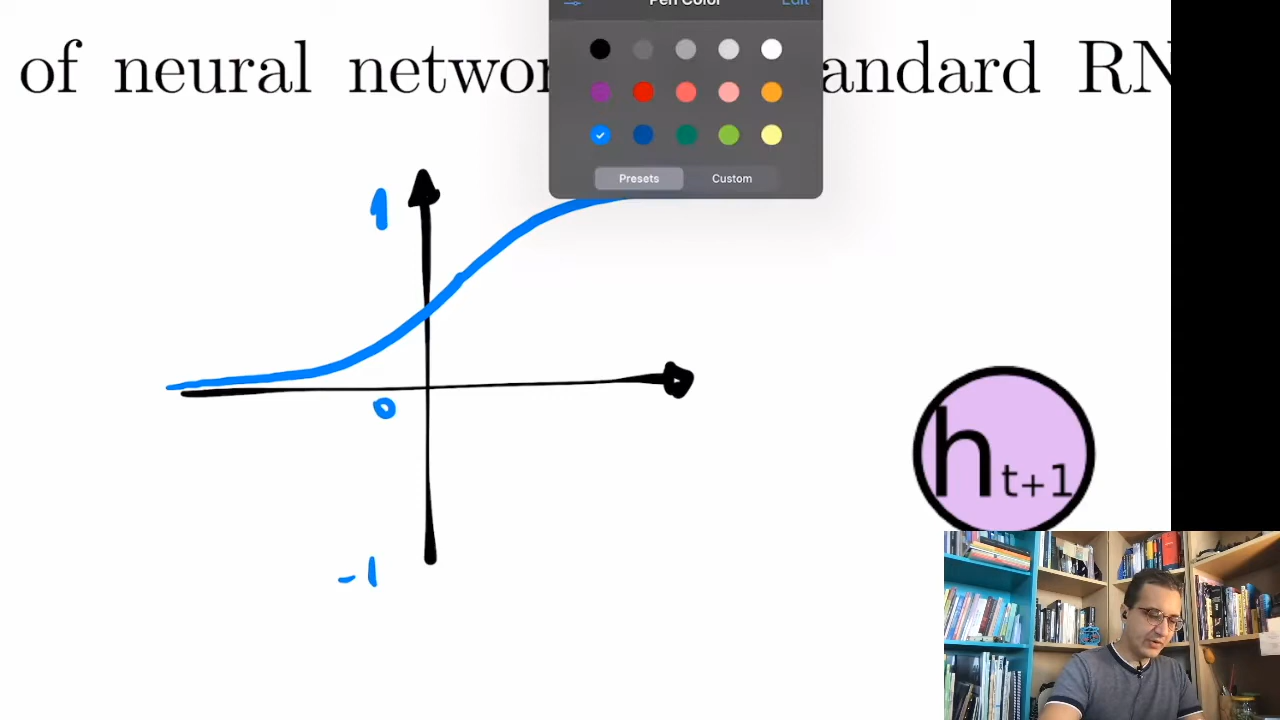 Pen Color Edit
of neural networ andard RN
Presets Custom
1
0
-1
h t+1